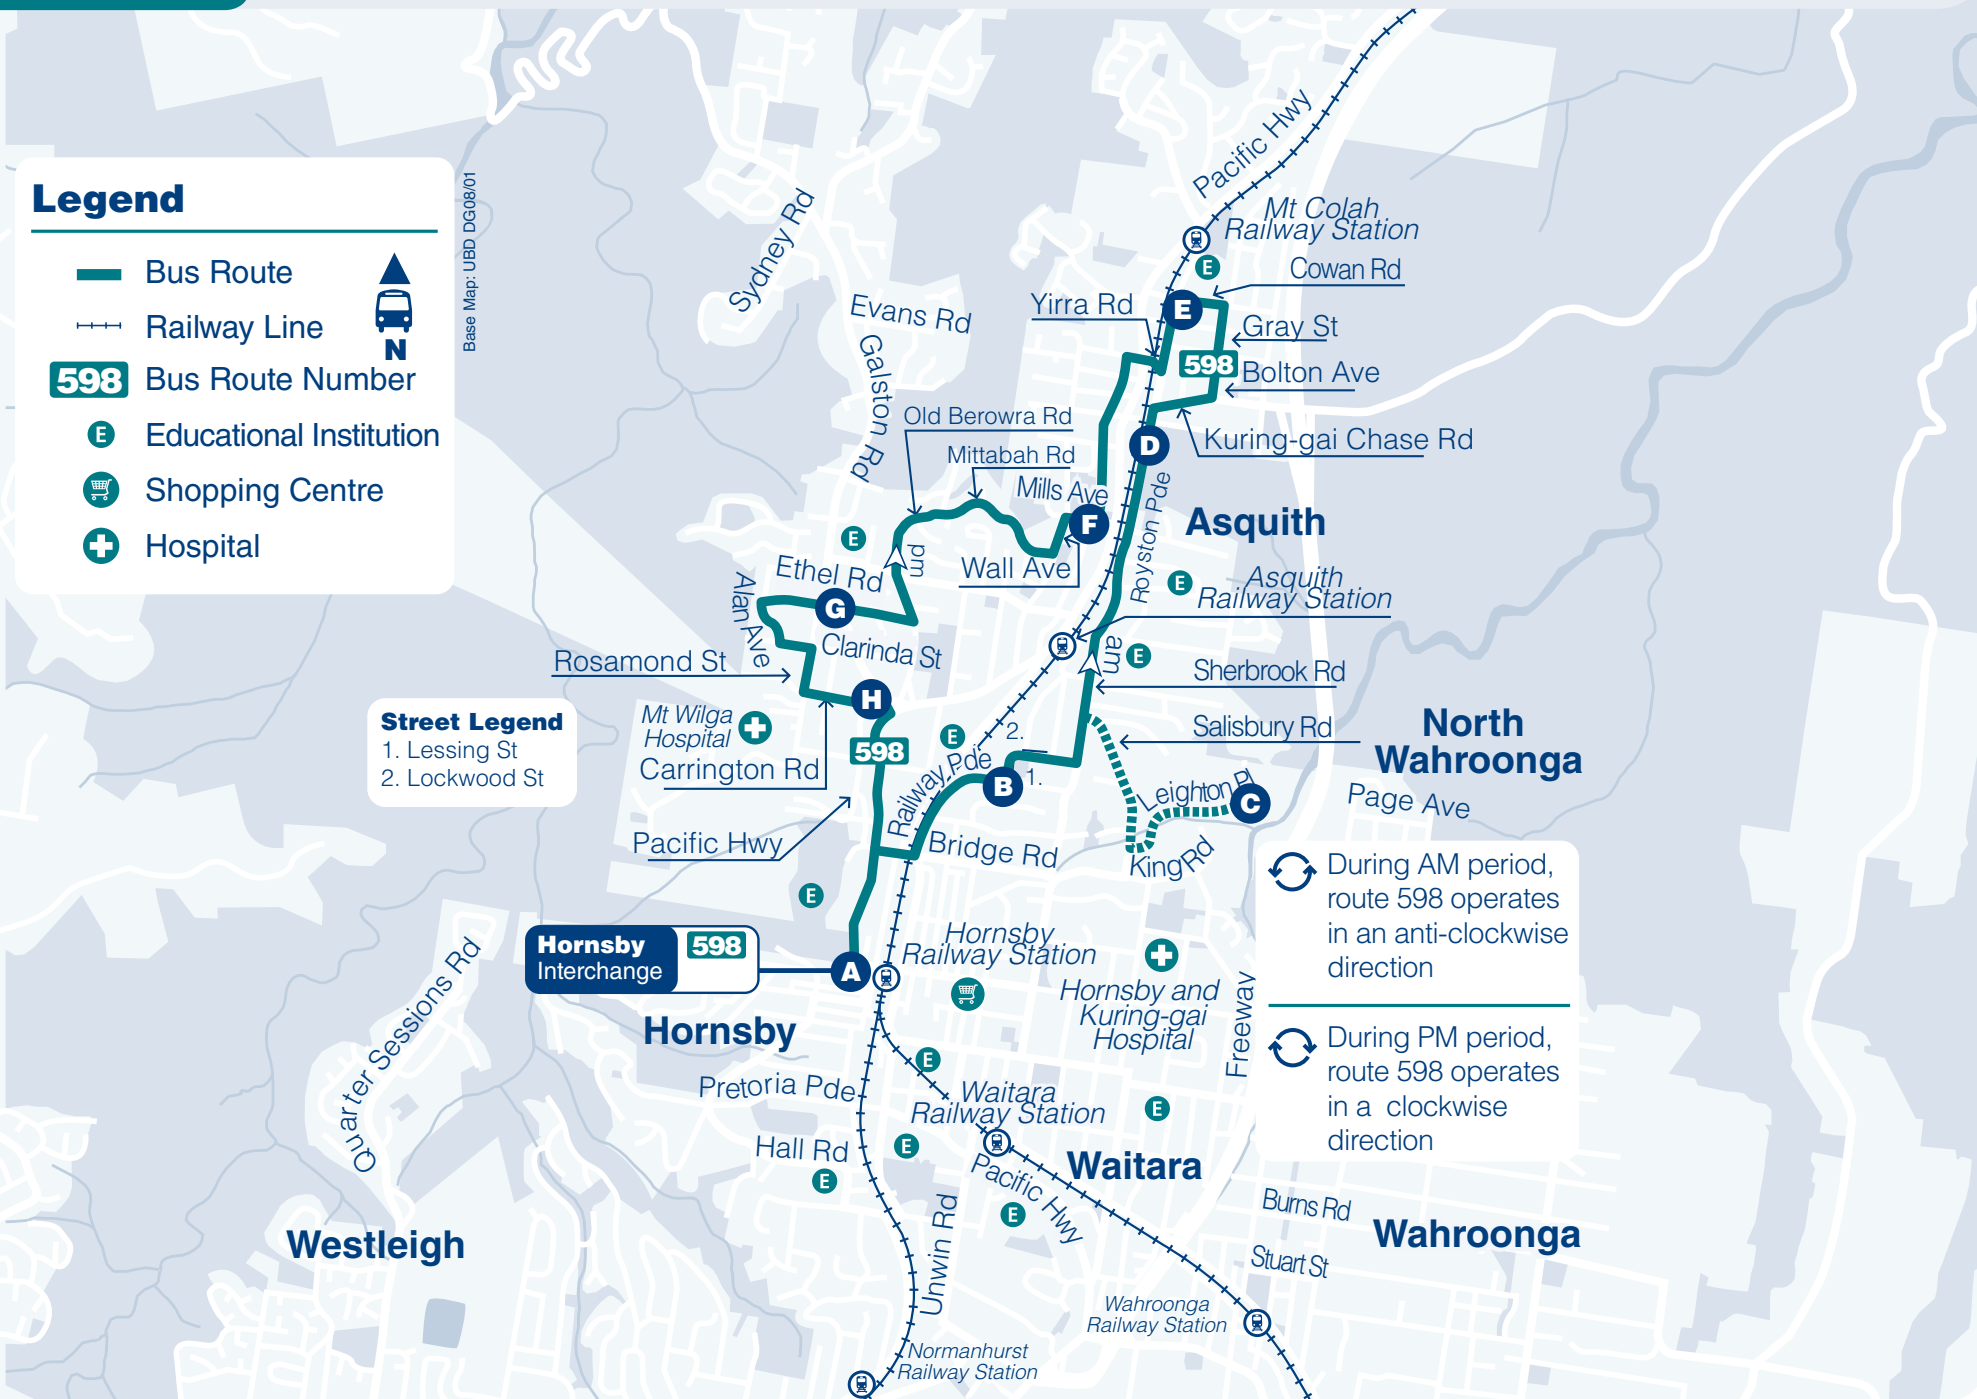 Legend
Bus Route
Railway Line
N
598 Bus Route Number
E Educational Institution
Shopping Centre
Hospital
Base Map: UBD DG08/01
Street Legend
1. Lessing St
2. Lockwood St
Pacific Hwy
Mt Colah
Railway Station
E
Cowan Rd
Sydney Rd
Evans Rd
Yirra Rd
E
Gray St
598
Bolton Ave
Galston Rd
Old Berowra Rd
D
Kuring-gai Chase Rd
Mittabah Rd
Mills Ave
F
Royston Pde
Asquith
E
pm
Wall Ave
Ethel Rd
E
Asquith
Railway Station
Alan Ave
G
Clarinda St
am
E
Rosamond St
Sherbrook Rd
H
Mt Wilga
Hospital
Salisbury Rd
North
Wahroonga
E
2.
598
Carrington Rd
Railway Pde
B
1.
Leighton Pl
C
Page Ave
Pacific Hwy
Bridge Rd
King Rd
E
During AM period,
route 598 operates
in an anti-clockwise
direction
During PM period,
route 598 operates
in a clockwise
direction
Hornsby
Interchange
598
A
Hornsby
Railway Station
Hornsby and
Kuring-gai
Hospital
Freeway
Quarter Sessions Rd
Hornsby
E
Pretoria Pde
Waitara
Railway Station
E
Hall Rd
E
E
Pacific Hwy
Waitara
E
Unwin Rd
Burns Rd
Westleigh
Wahroonga
Stuart St
Wahroonga
Railway Station
Normanhurst
Railway Station